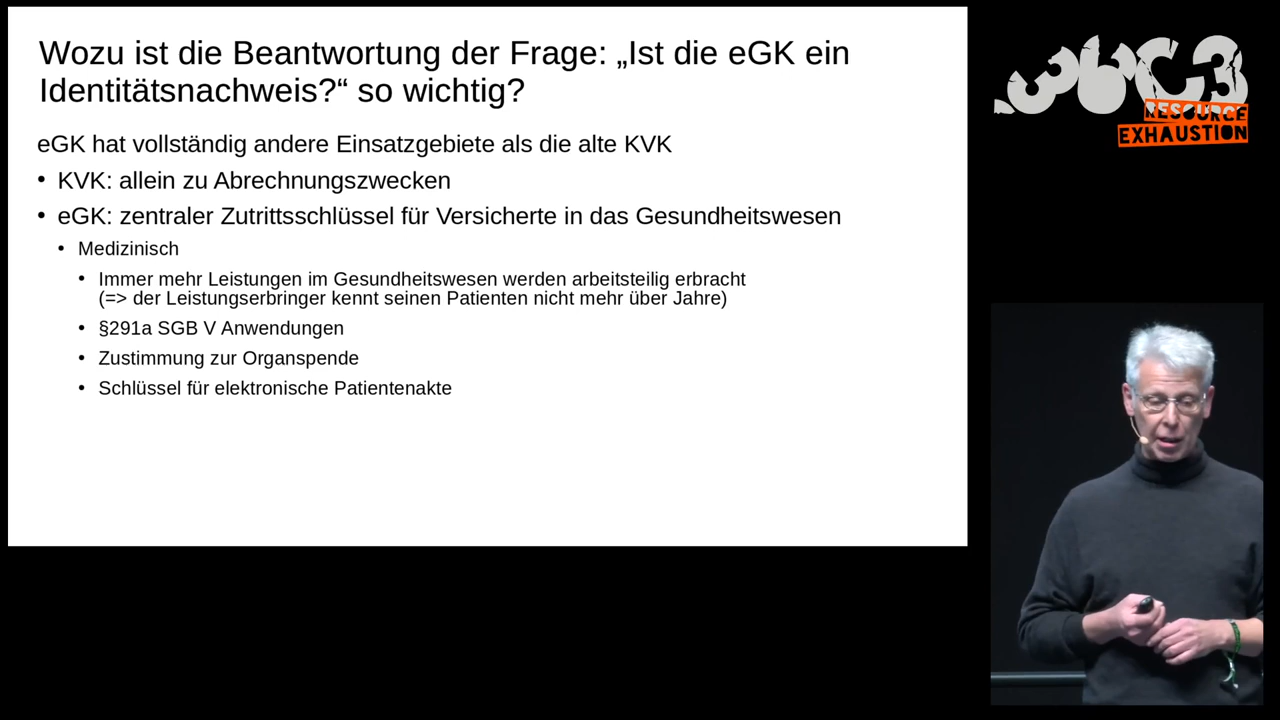 Wozu ist die Beantwortung der Frage: „Ist die eGK ein
Identitätsnachweis?“ so wichtig?
eGK hat vollständig andere Einsatzgebiete als die alte KVK
• KVK: allein zu Abrechnungszwecken
• eGK: zentraler Zutrittsschlüssel für Versicherte in das Gesundheitswesen
• Medizinisch
• Immer mehr Leistungen im Gesundheitswesen werden arbeitsteilig erbracht
(=> der Leistungserbringer kennt seinen Patienten nicht mehr über Jahre)
• §291a SGB V Anwendungen
• Zustimmung zur Organspende
• Schlüssel für elektronische Patientenakte
36C3
RESOURCE
EXHAUSTION